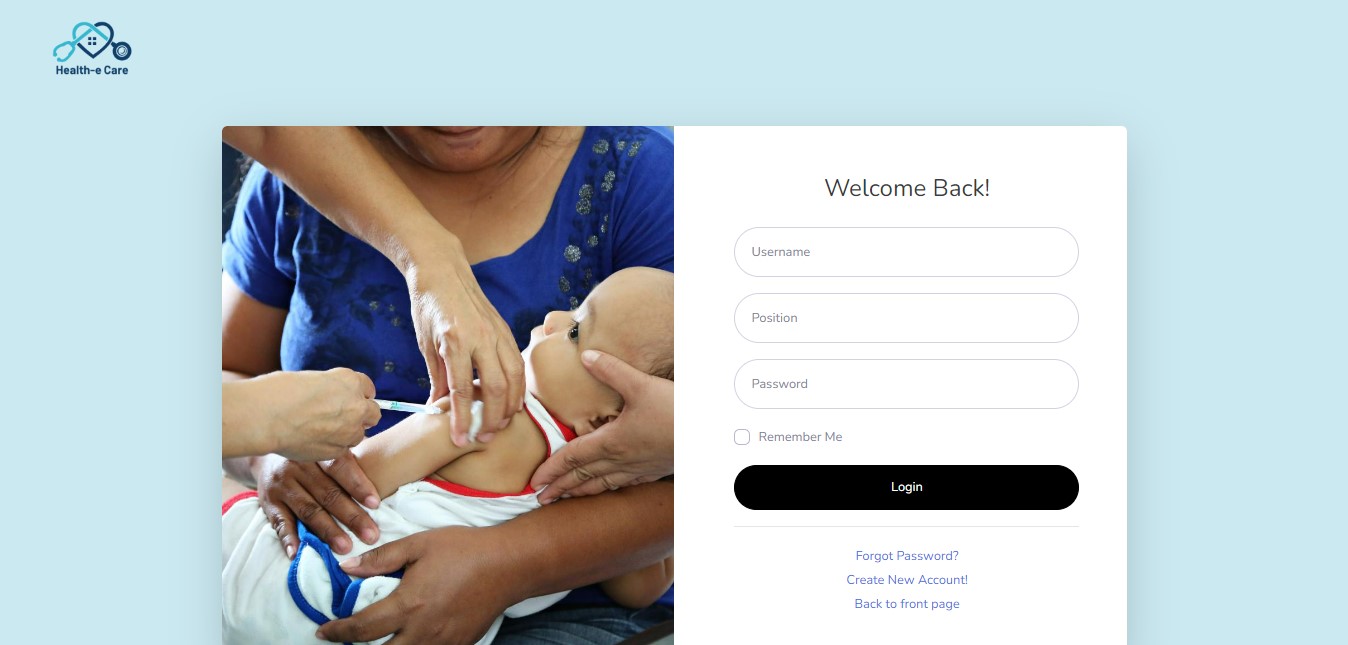 Health-e Care
Welcome Back!
Username
Position
Password
Remember Me
Login
Forgot Password?
Create New Account!
Back to front page